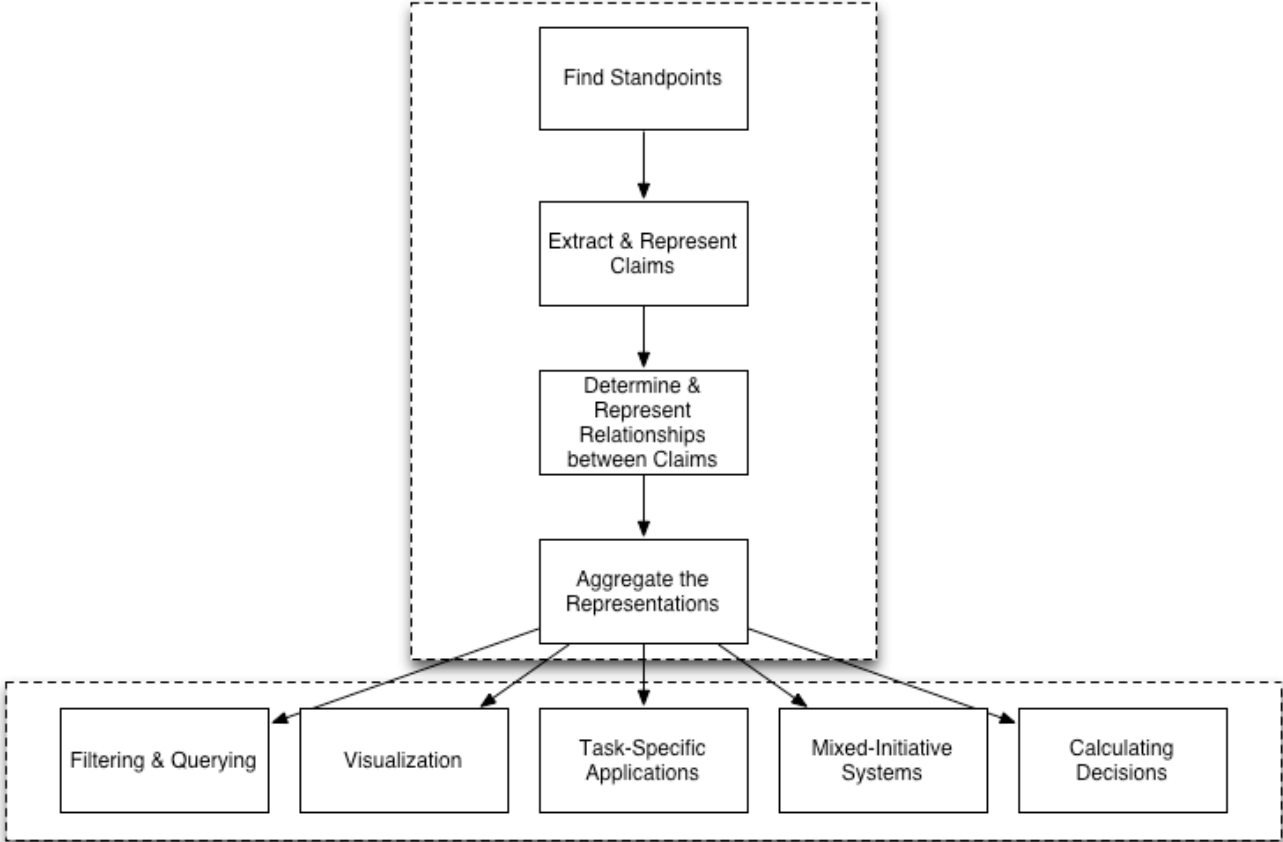 Find Standpoints
Extract & Represent
Claims
Determine &
Represent
Relationships
between Claims
Aggregate the
Representations
Filtering & Querying
Visualization
Task-Specific
Applications
Mixed-Initiative
Systems
Calculating
Decisions